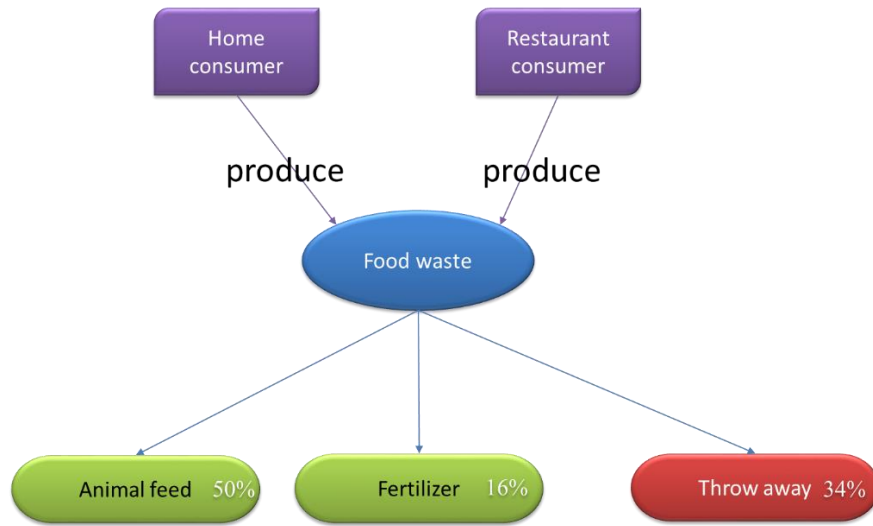 Home
consumer
Restaurant
consumer
produce
produce
Food waste
Animal feed 50%
Fertilizer 16%
Throw away 34%